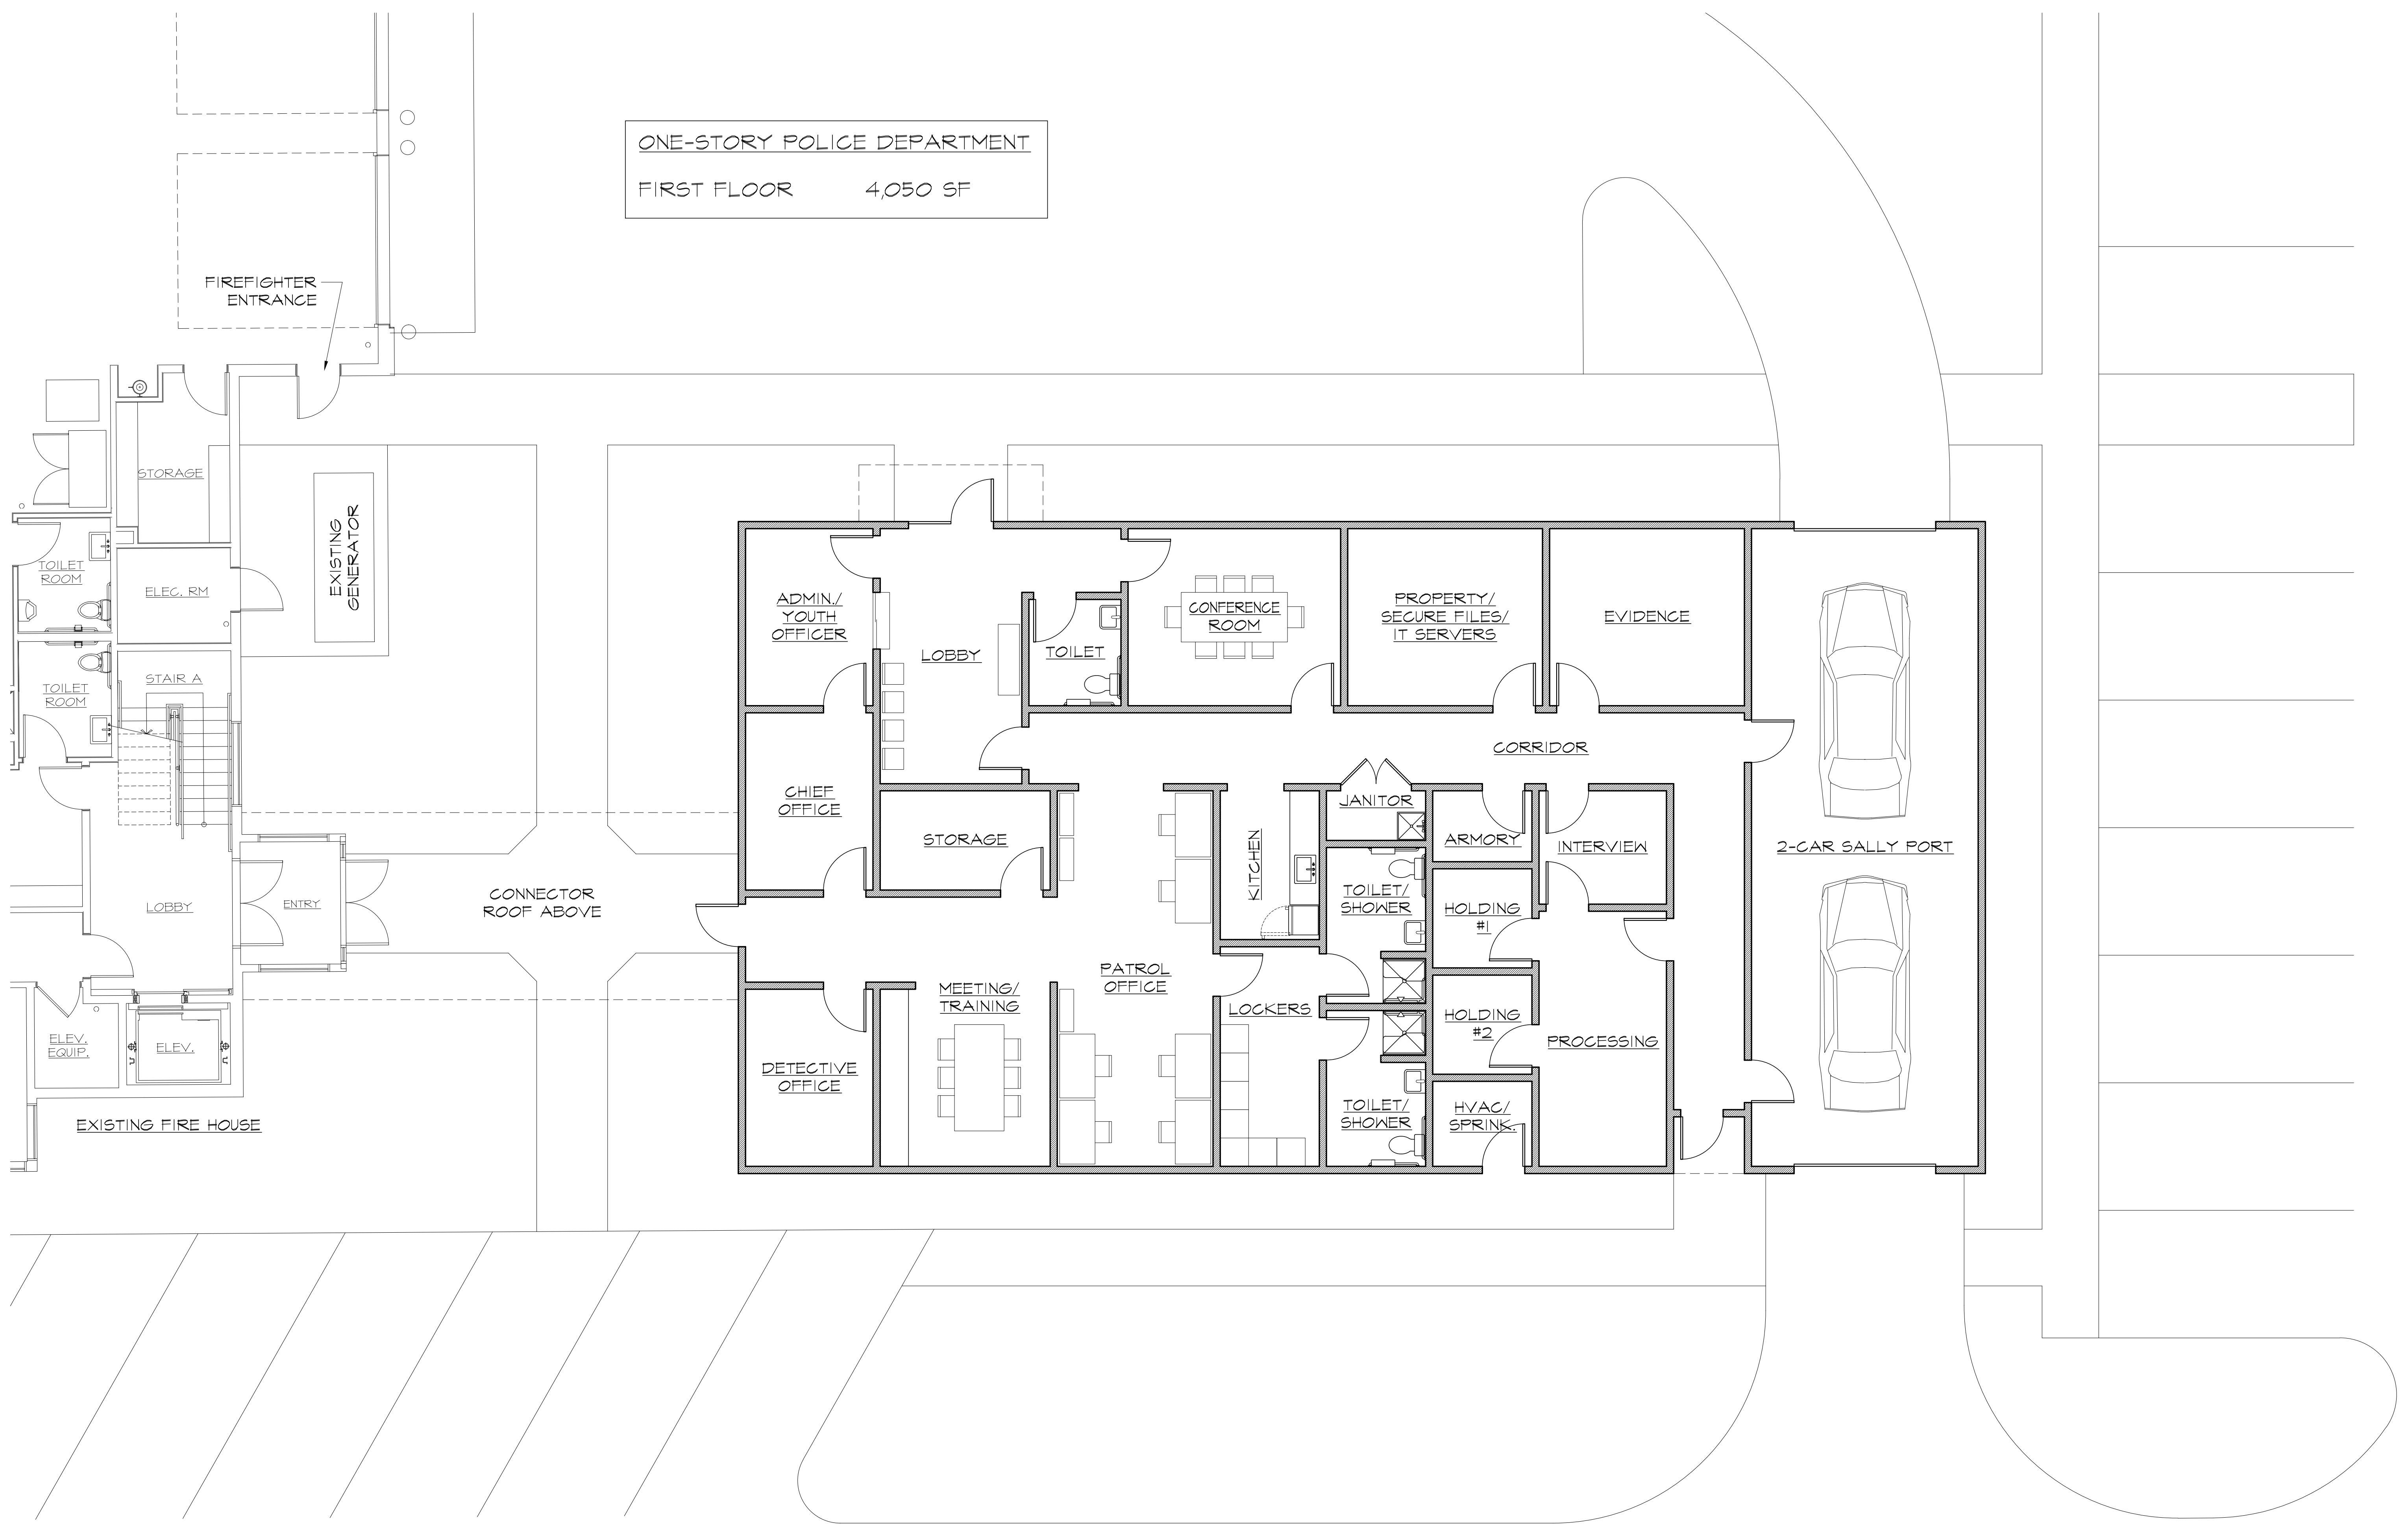 ONE-STORY POLICE DEPARTMENT
FIRST FLOOR 4,050 SF
FIREFIGHTER
ENTRANCE
STORAGE
EXISTING
GENERATOR
TOILET
ROOM
ELEC. RM
TOILET
ROOM
STAIR A
LOBBY
ENTRY
CONNECTOR
ROOF ABOVE
ELEV.
EQUIP.
ELEV.
EXISTING FIRE HOUSE
ADMIN./
YOUTH
OFFICER
LOBBY
TOILET
CONFERENCE
ROOM
PROPERTY/
SECURE FILES/
IT SERVERS
EVIDENCE
CORRIDOR
CHIEF
OFFICE
STORAGE
KITCHEN
JANITOR
ARMORY
INTERVIEW
2-CAR SALLY PORT
TOILET/
SHOWER
HOLDING
#1
PATROL
OFFICE
MEETING/
TRAINING
LOCKERS
HOLDING
#2
PROCESSING
DETECTIVE
OFFICE
TOILET/
SHOWER
HVAC/
SPRINK.